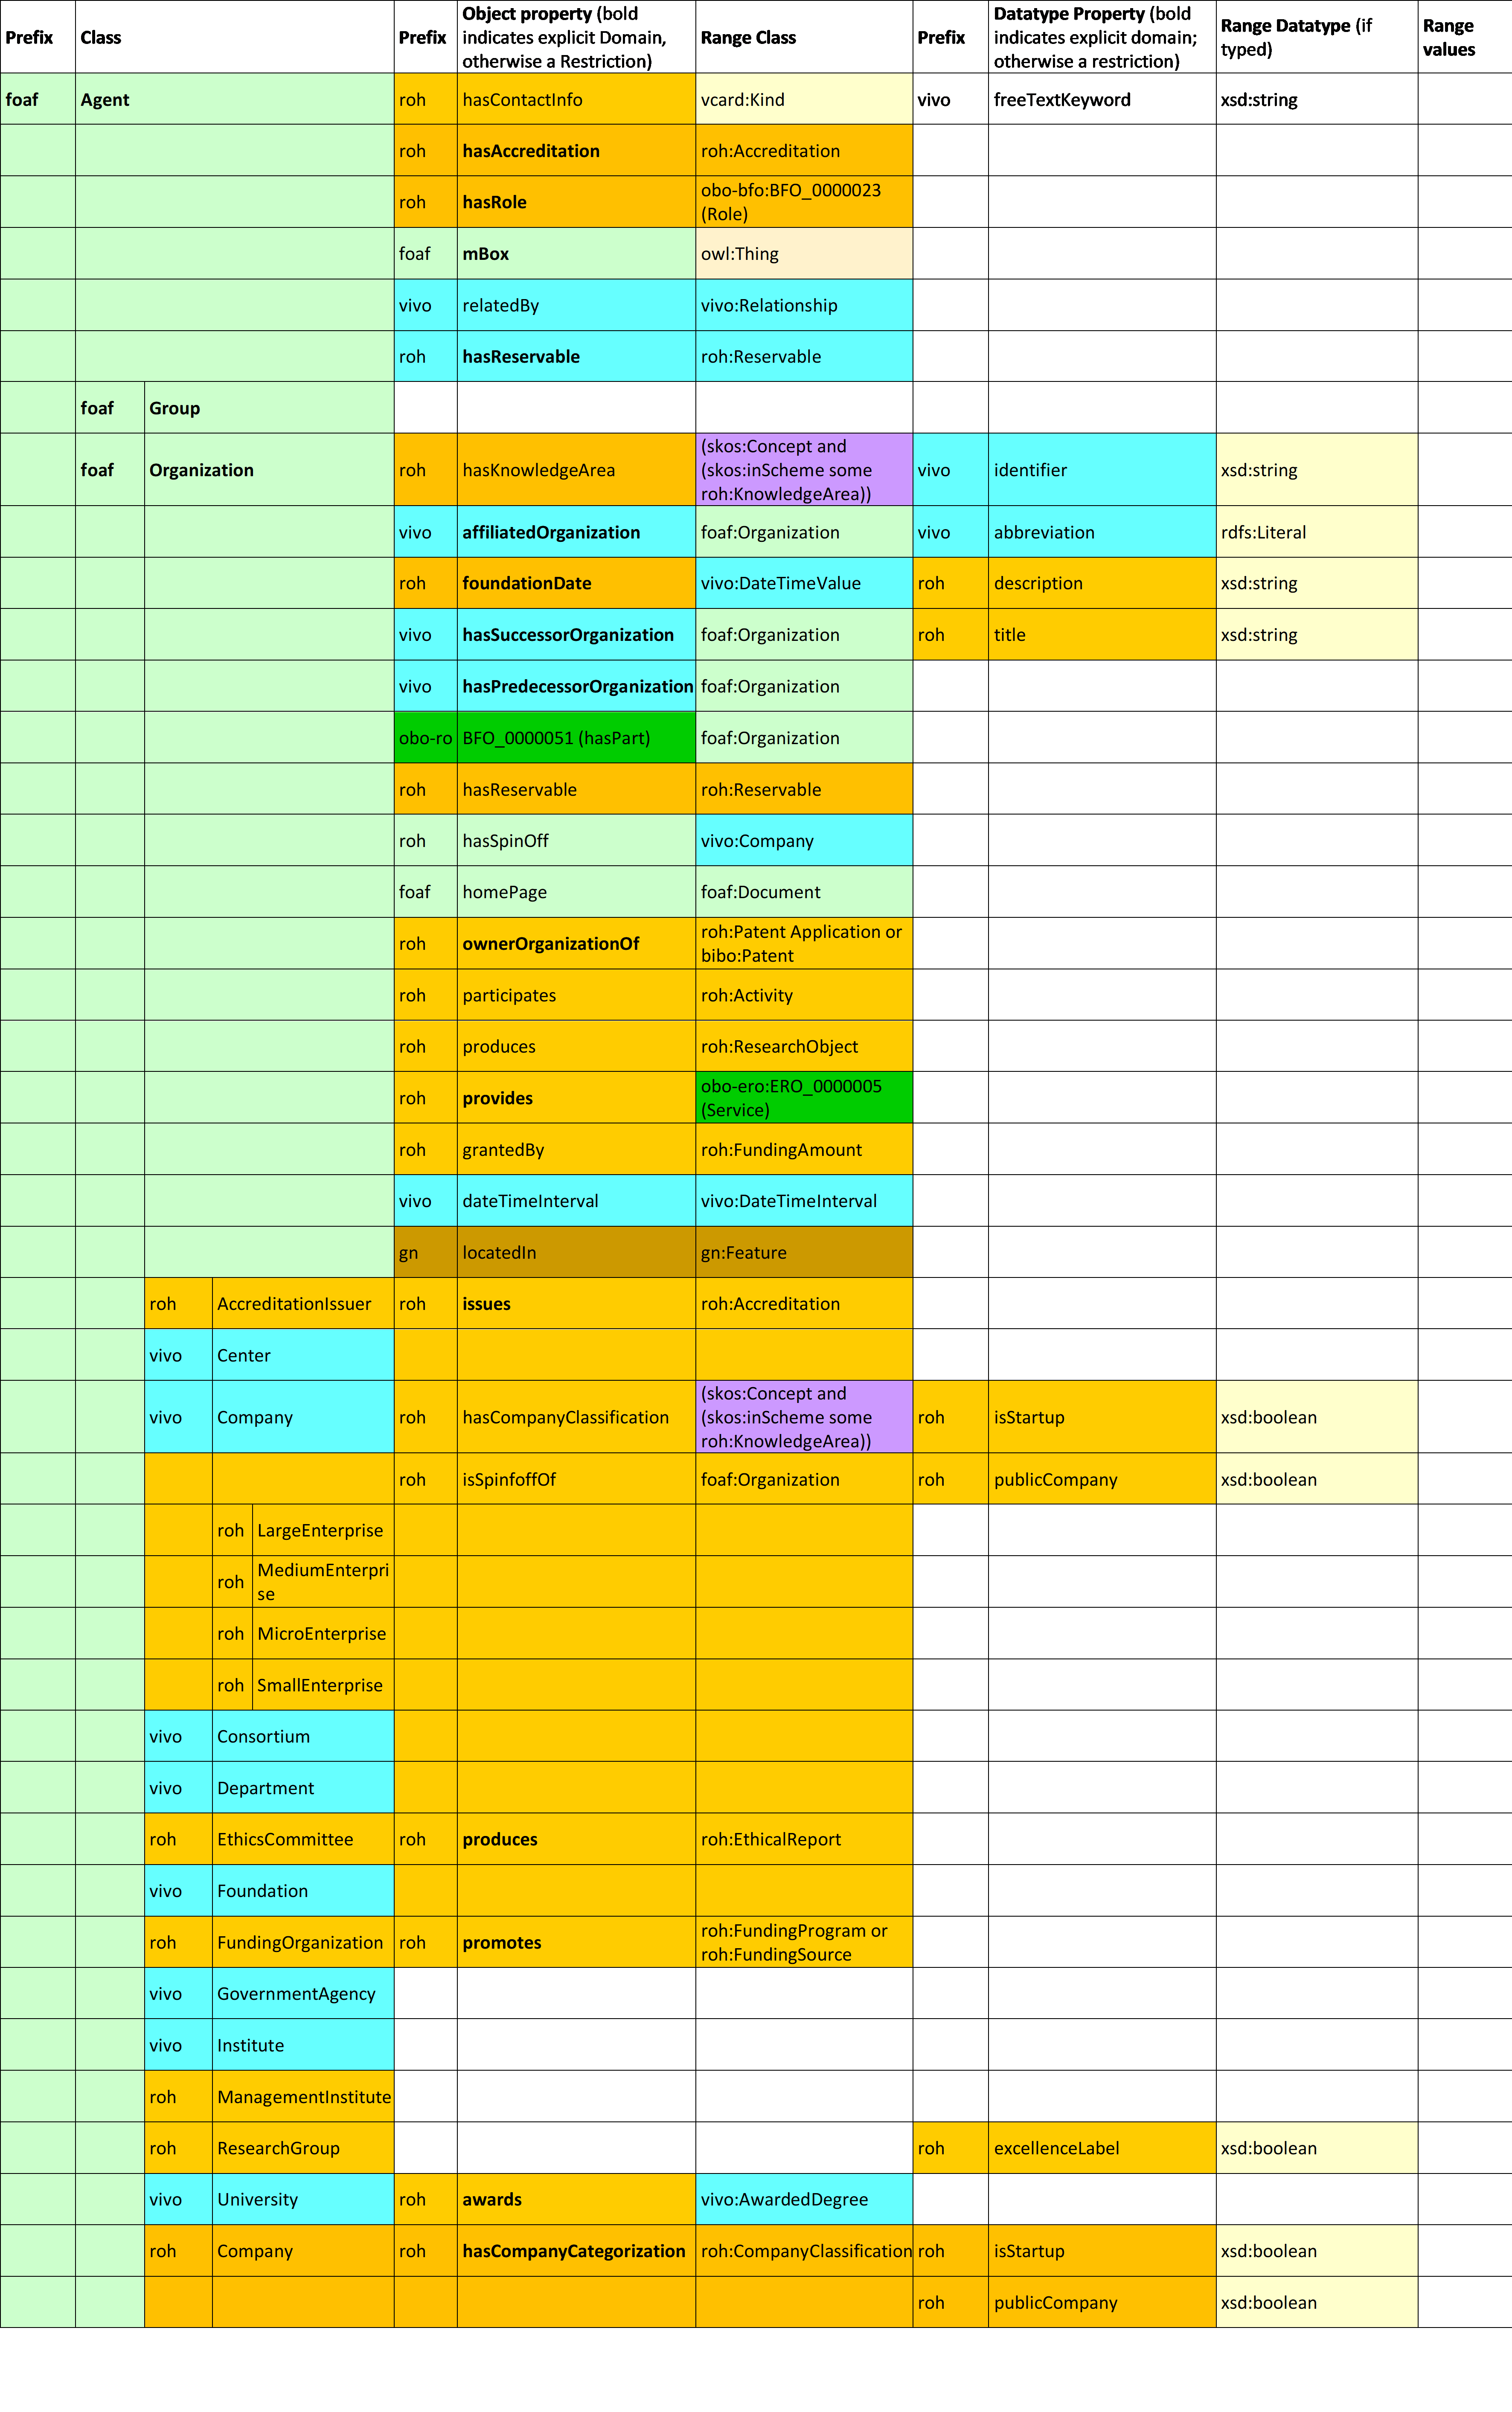 Prefix Class Prefix Object property (bold indicates explicit Domain, otherwise a Restriction) Range Class Prefix Datatype Property (bold indicates explicit domain; otherwise a restriction) Range Datatype (if typed) Range values
foaf Agent roh hasContactInfo vcard:Kind vivo freeTextKeyword xsd:string
roh hasAccreditation roh:Accreditation
roh hasRole obo-bfo:BFO_0000023 (Role)
foaf mBox owl:Thing
vivo relatedBy vivo:Relationship
roh hasReservable roh:Reservable
foaf Group
foaf Organization roh hasKnowledgeArea (skos:Concept and (skos:inScheme some roh:KnowledgeArea)) vivo identifier xsd:string
vivo affiliatedOrganization foaf:Organization vivo abbreviation rdfs:Literal
roh foundationDate vivo:DateTimeValue roh description xsd:string
vivo hasSuccessorOrganization foaf:Organization roh title xsd:string
vivo hasPredecessorOrganization foaf:Organization
obo-ro BFO_0000051 (hasPart) foaf:Organization
roh hasReservable roh:Reservable
roh hasSpinOff vivo:Company
foaf homePage foaf:Document
roh ownerOrganizationOf roh:Patent Application or bibo:Patent
roh participates roh:Activity
roh produces roh:ResearchObject
roh provides obo-ero:ERO_0000005 (Service)
roh grantedBy roh:FundingAmount
vivo dateTimeInterval vivo:DateTimeInterval
gn locatedIn gn:Feature
roh AccreditationIssuer roh issues roh:Accreditation
vivo Center
vivo Company roh hasCompanyClassification (skos:Concept and (skos:inScheme some roh:KnowledgeArea)) roh isStartup xsd:boolean
roh isSpinfoffOf foaf:Organization roh publicCompany xsd:boolean
roh LargeEnterprise
roh MediumEnterpri se
roh MicroEnterprise
roh SmallEnterprise
vivo Consortium
vivo Department
roh EthicsCommittee roh produces roh:EthicalReport
vivo Foundation
roh FundingOrganization roh promotes roh:FundingProgram or roh:FundingSource
vivo GovernmentAgency
vivo Institute
roh ManagementInstitute
roh ResearchGroup roh excellenceLabel xsd:boolean
vivo University roh awards vivo:AwardedDegree
roh Company roh hasCompanyCategorization roh:CompanyClassification roh isStartup xsd:boolean
roh publicCompany xsd:boolean